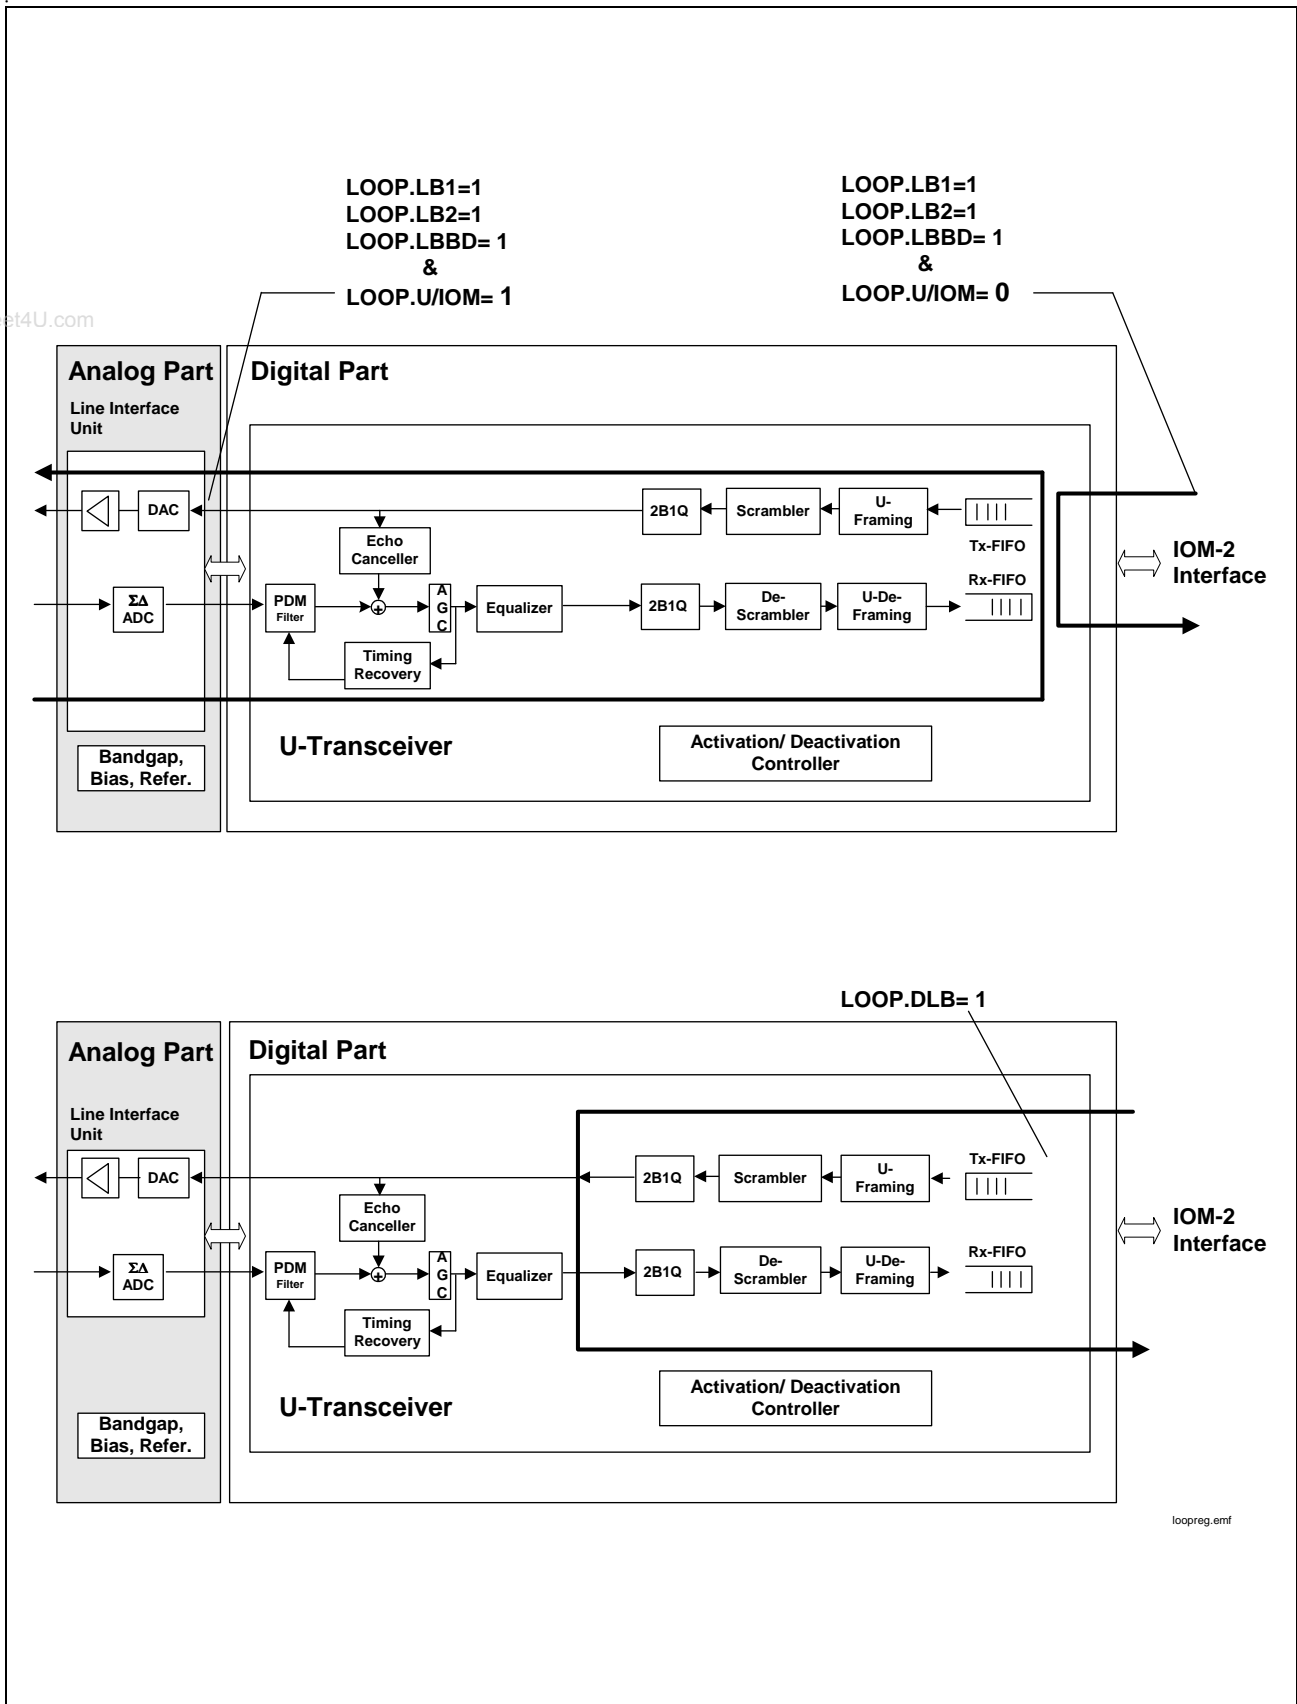 LOOP.LB1=1
LOOP.LB2=1
LOOP.LBBD= 1
&
LOOP.U/IOM= 1
LOOP.LB1=1
LOOP.LB2=1
LOOP.LBBD= 1
&
LOOP.U/IOM= 0
et4U.com
Analog Part
Digital Part
Line Interface
Unit
DAC
2B1Q
Scrambler
U-
Framing
Tx-FIFO
Echo
Canceller
IOM-2
Interface
ΣΔ
ADC
PDM
Filter
+
A
G
C
Equalizer
2B1Q
De-
Scrambler
U-De-
Framing
Rx-FIFO
Timing
Recovery
U-Transceiver
Activation/ Deactivation
Controller
Bandgap,
Bias, Refer.
LOOP.DLB= 1
Analog Part
Digital Part
Line Interface
Unit
DAC
2B1Q
Scrambler
U-
Framing
Tx-FIFO
Echo
Canceller
IOM-2
Interface
ΣΔ
ADC
PDM
Filter
+
A
G
C
Equalizer
2B1Q
De-
Scrambler
U-De-
Framing
Rx-FIFO
Timing
Recovery
U-Transceiver
Activation/ Deactivation
Controller
Bandgap,
Bias, Refer.
loopreg.emf